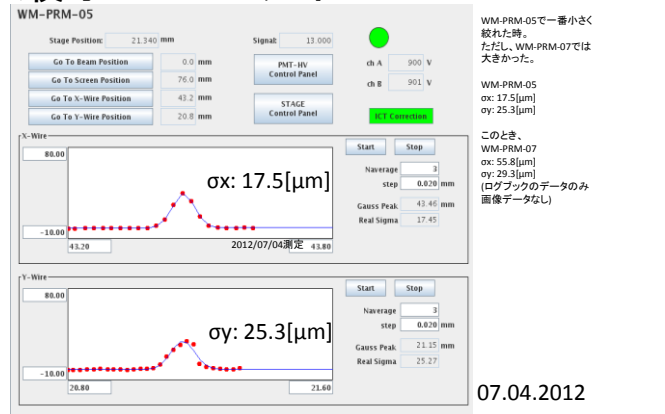 WM-PRM-05
Stage Position: 21.340 mm
Signal: 13.000
Go To Beam Position 0.0 mm
Go To Screen Position 76.0 mm
Go To X-Wire Position 43.2 mm
Go To Y-Wire Position 20.8 mm
PMT-HV
Control Panel
STAGE
Control Panel
ch A 900 V
ch B 901 V
ICT Correction
X-Wire
80.00
-10.00
43.20
43.80
σx: 17.5[μm]
2012/07/04測定
Start Stop
Naverage 3
step 0.020 mm
Gauss Peak 43.46 mm
Real Sigma 17.45
Y-Wire
80.00
-10.00
20.80
21.60
σy: 25.3[μm]
Start Stop
Naverage 3
step 0.020 mm
Gauss Peak 21.15 mm
Real Sigma 25.27
WM-PRM-05で一番小さく
絞れた時。
ただし、WM-PRM-07では
大きかった。
WM-PRM-05
σx: 17.5[μm]
σy: 25.3[μm]
このとき、
WM-PRM-07
σx: 55.8[μm]
σy: 29.3[μm]
(ログブックのデータのみ
画像データなし)
07.04.2012